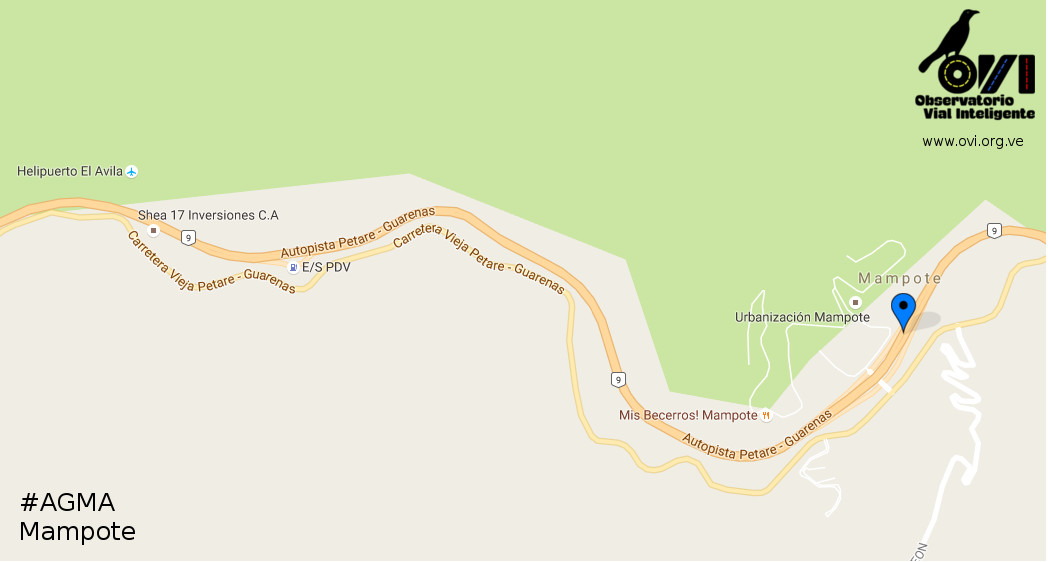 OVI
Observatorio
Vial Inteligente
www.ovi.org.ve
Helipuerto El Avila
Shea 17 Inversiones C.A
9
9
Autopista Petare - Guarenas
Carretera Vieja Petare - Guarenas
Carretera Vieja Petare - Guarenas
E/S PDV
Mampote
Urbanización Mampote
9
Mis Becerros! Mampote
Autopista Petare - Guarenas
#AGMA
Mampote